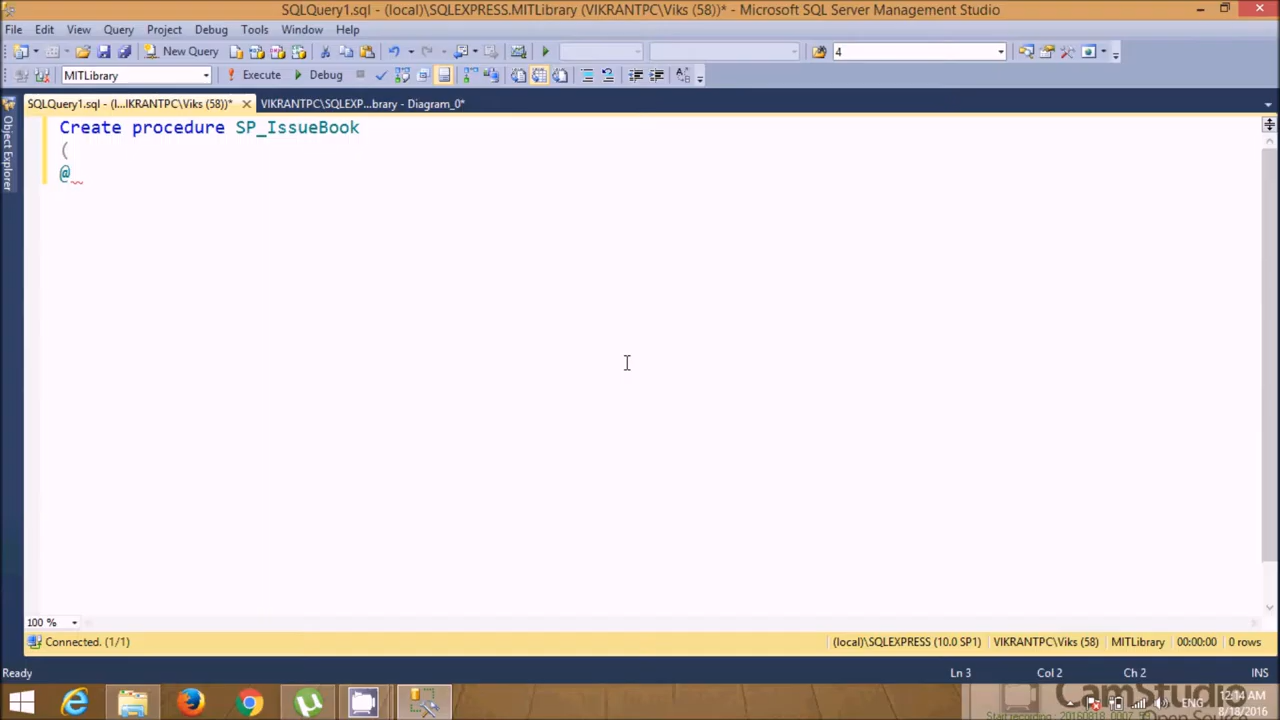 SQLQuery1.sql - (local)\SQLEXPRESS.MITLibrary (VIKRANTPC\Viks (58))* - Microsoft SQL Server Management Studio
File Edit View Query Project Debug Tools Window Help
New Query 4
MITLibrary Execute Debug
SQLQuery1.sql - (l...IKRANTPC\Viks (58))* VIKRANTPC\SQLEXP...brary - Diagram_0*
Object Explorer
Create procedure SP_IssueBook
(
@
100 %
Connected. (1/1) (local)\SQLEXPRESS (10.0 SP1) VIKRANTPC\Viks (58) MITLibrary 00:00:00 0 rows
Ready Ln 3 Col 2 Ch 2 INS
CamStudio
ENG 12:14 AM
8/18/2016